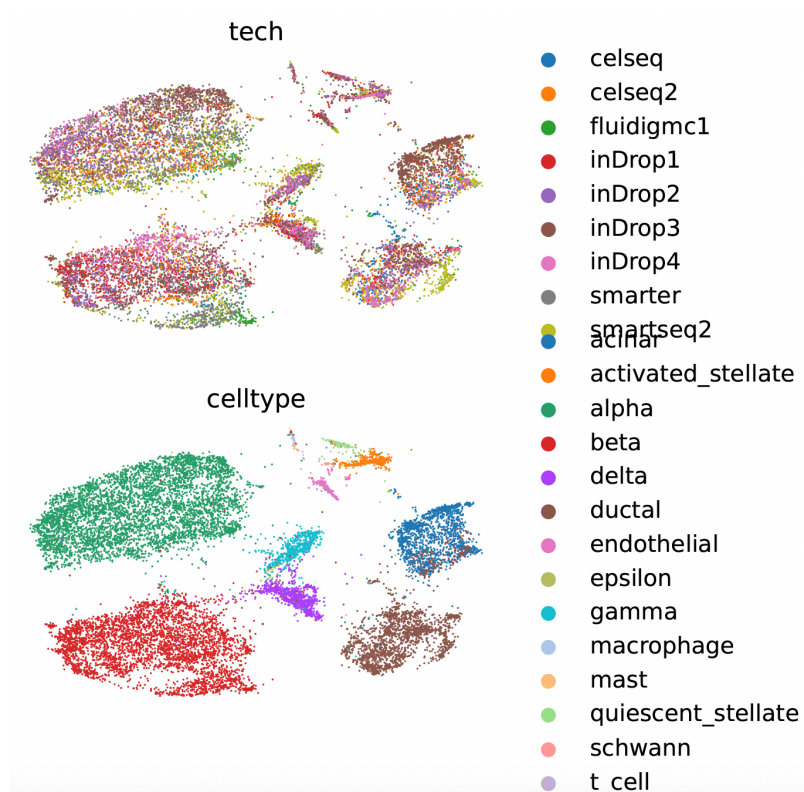 tech
celseq
celseq2
fluidigmc1
inDrop1
inDrop2
inDrop3
inDrop4
smarter
smartseq2
acinar
activated_stellate
celltype
alpha
beta
delta
ductal
endothelial
epsilon
gamma
macrophage
mast
quiescent_stellate
schwann
t_cell